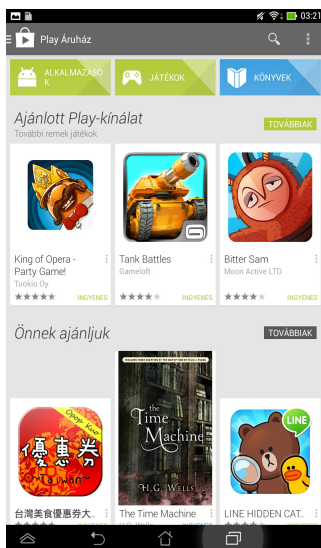 03:21
Play Áruház
ALKALMAZÁSO
K
JÁTÉKOK
KÖNYVEK
Ajánlott Play-kínálat
További remek játékok
TOVÁBBIAK
King of Opera -
Party Game!
Tuokio Oy
INGYENES
Tank Battles
Gameloft
INGYENES
Bitter Sam
Moon Active LTD
INGYENES
Önnek ajánljuk
TOVÁBBIAK
Qpop Kuo
優惠券
~Taiwan~
台灣美食優惠券大..
the
Time
Machine
H.G. WELLS
The Time Machine
H.G. Wells
LINE
LINE HIDDEN CAT..